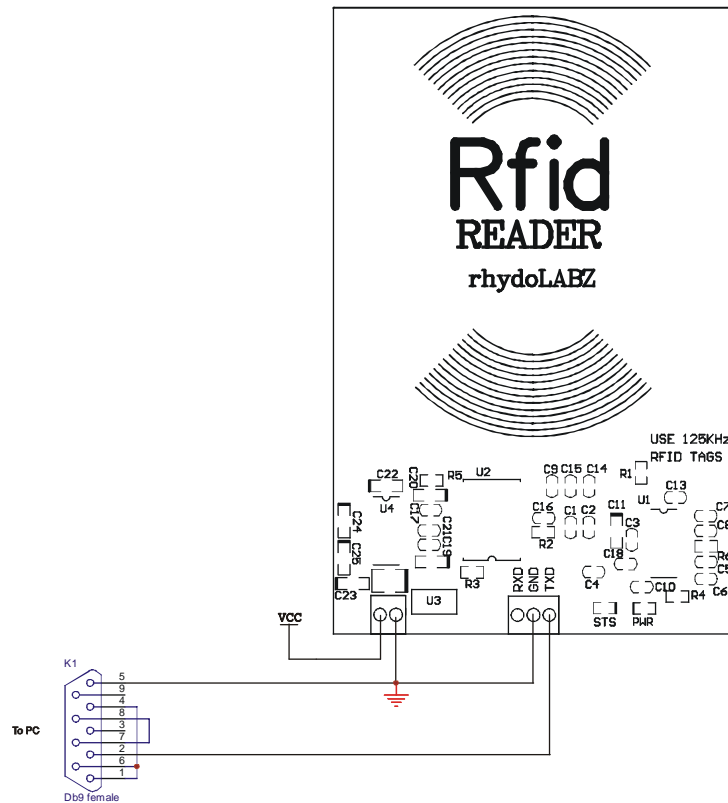 Rfid
READER
rhydoLABZ
USE 125KHz
RFID TAGS
C22
C20
R5
U2
C9
C15
C14
R1
C13
U4
C17
C16
C11
U1
C7
C24
C21
C1
C2
C3
C8
R2
R6
C25
C19
C18
C5
C23
R3
C4
C10
R4
C6
U3
RXD
GND
TXD
STS
PWR
VCC
K1
5
9
4
8
3
7
2
6
1
To PC
Db9 female